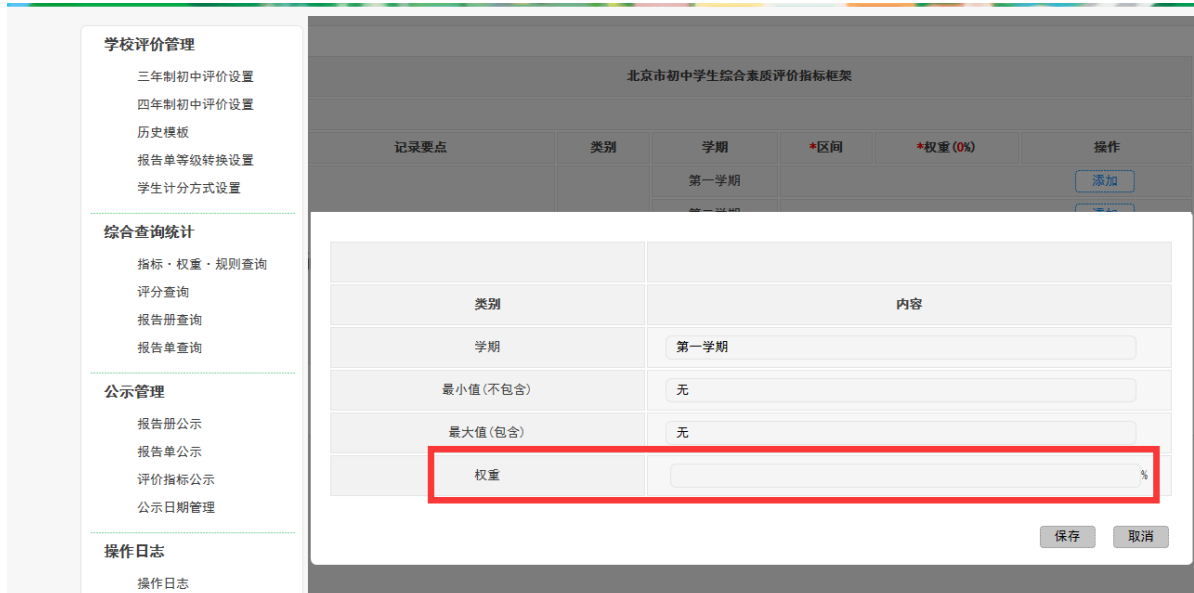 学校评价管理
三年制初中评价设置
四年制初中评价设置
历史模板
报告单等级转换设置
学生计分方式设置
综合查询统计
指标·权重·规则查询
评分查询
报告册查询
报告单查询
公示管理
报告册公示
报告单公示
评价指标公示
公示日期管理
操作日志
操作日志
北京市初中学生综合素质评价指标框架
记录要点 类别 学期 *区间 *权重(0%) 操作
第一学期 添加
第二学期 添加
类别 内容
学期 第一学期
最小值(不包含) 无
最大值(包含) 无
权重 %
保存 取消